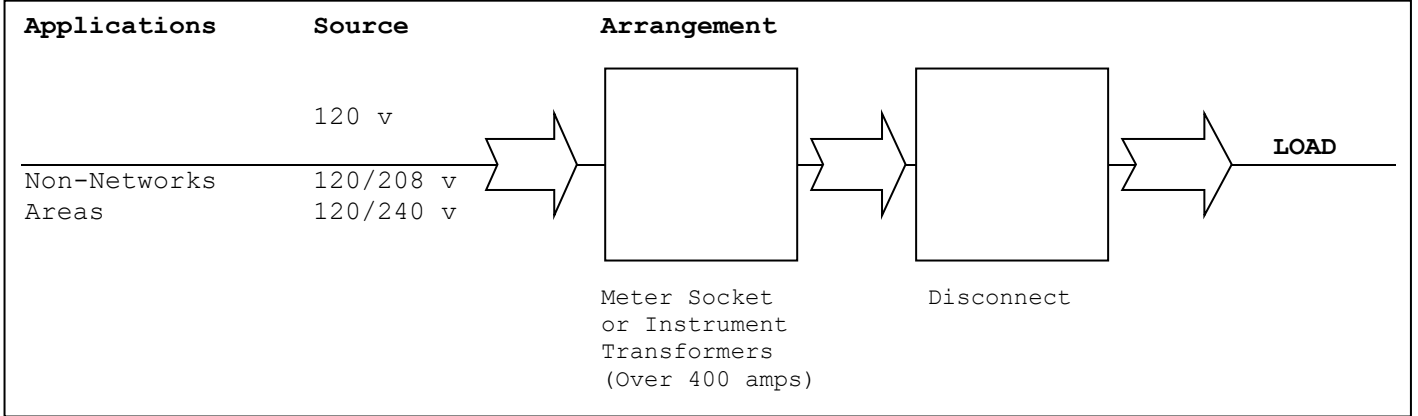 Applications Source Arrangement
120 v
LOAD
Non-Networks 120/208 v
Areas 120/240 v
Meter Socket Disconnect
or Instrument
Transformers
(Over 400 amps)